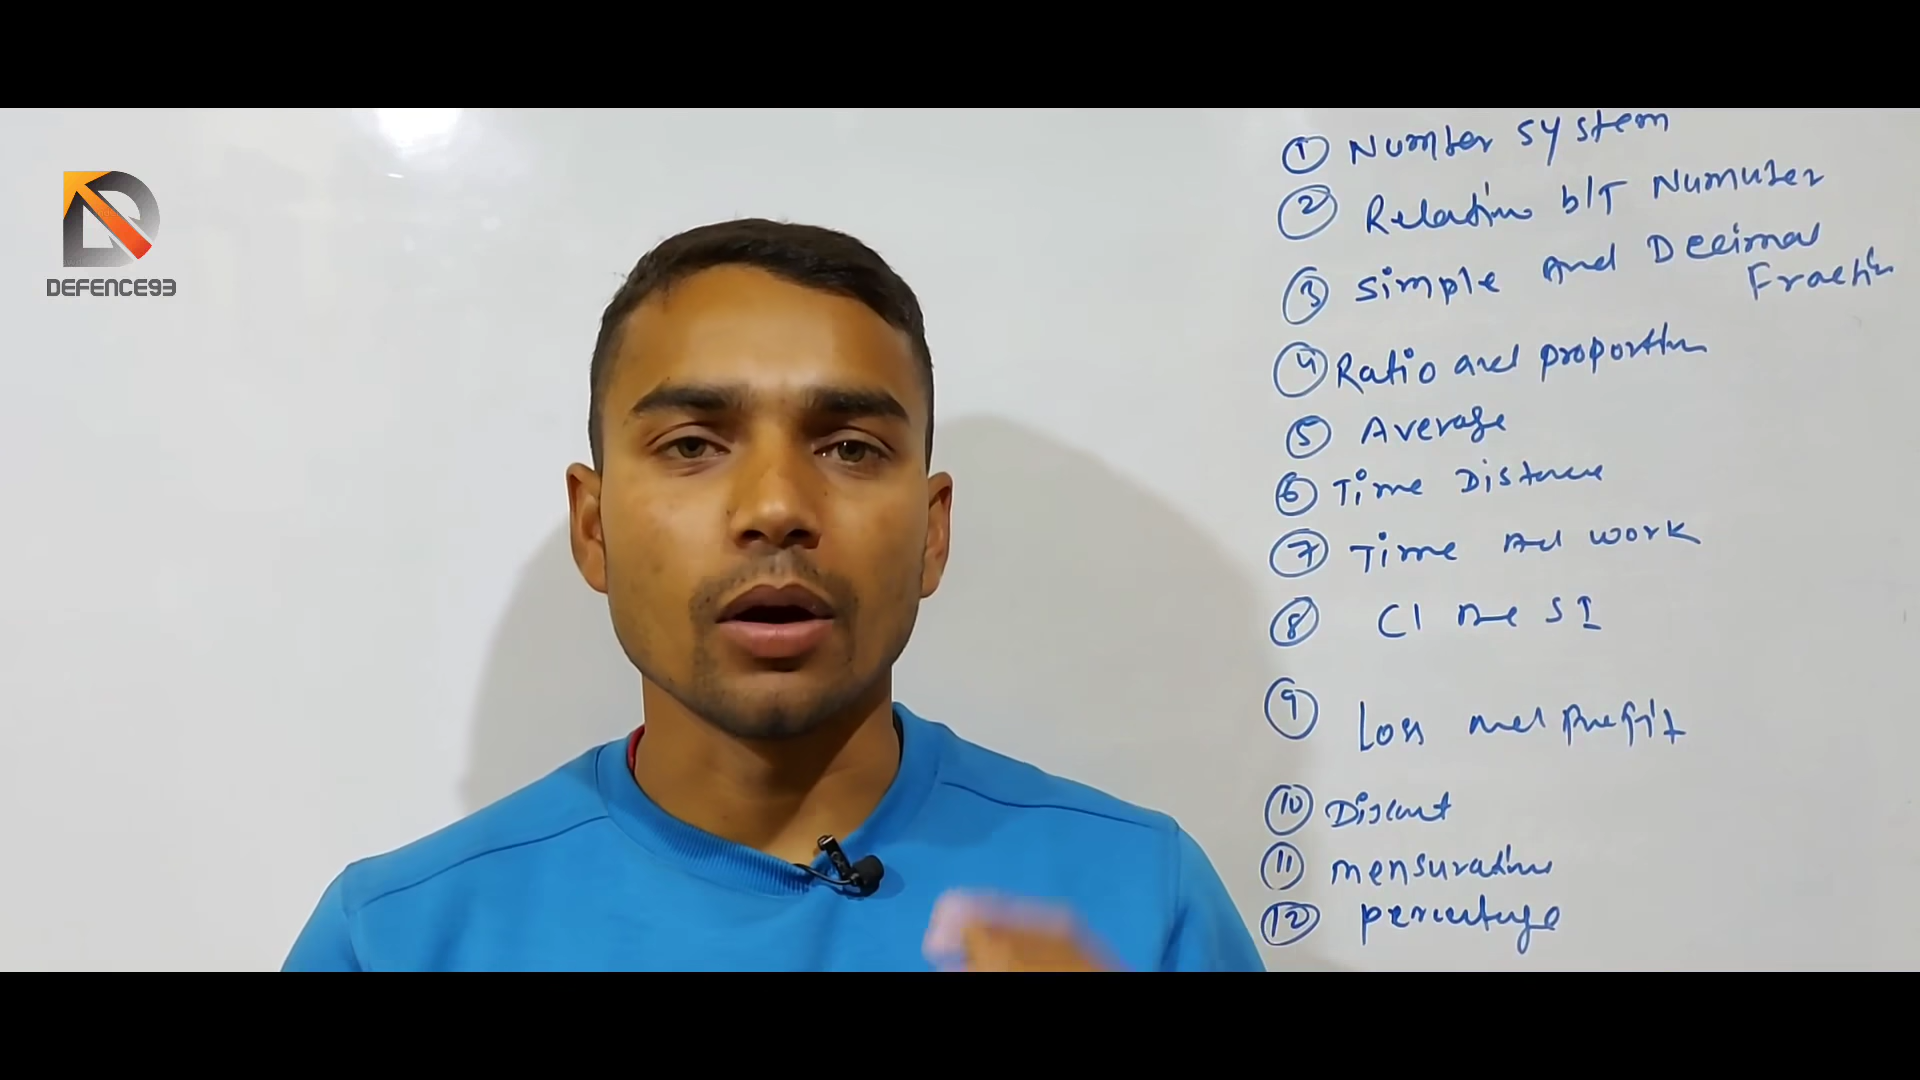 DEFENCE93
① Number system
② Relation b/T Number
③ Simple And Decimal
Fraction
④ Ratio and proportion
⑤ Average
⑥ Time Distance
⑦ Time And work
⑧ CI and SI
⑨ Loss and Profit
⑩ Discount
⑪ mensuration
⑫ percentage